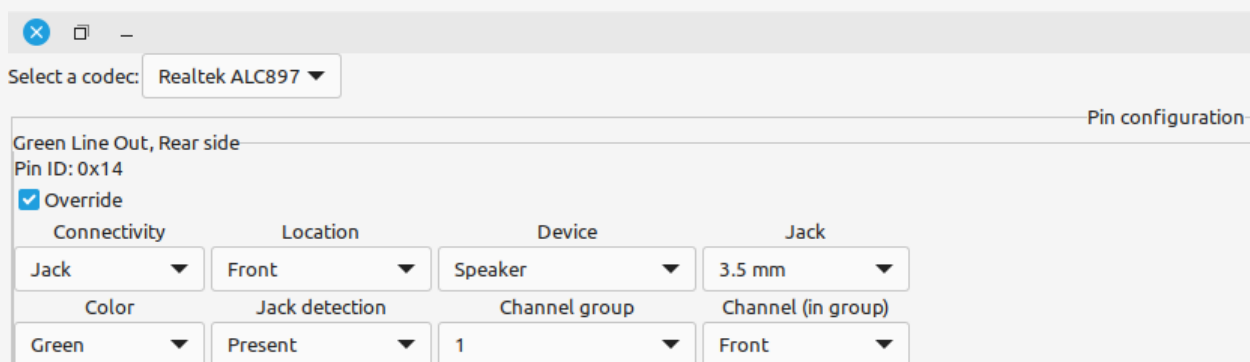 Select a codec: Realtek ALC897
Pin configuration
Green Line Out, Rear side
Pin ID: 0x14
Override
Connectivity Location Device Jack
Jack Front Speaker 3.5 mm
Color Jack detection Channel group Channel (in group)
Green Present 1 Front